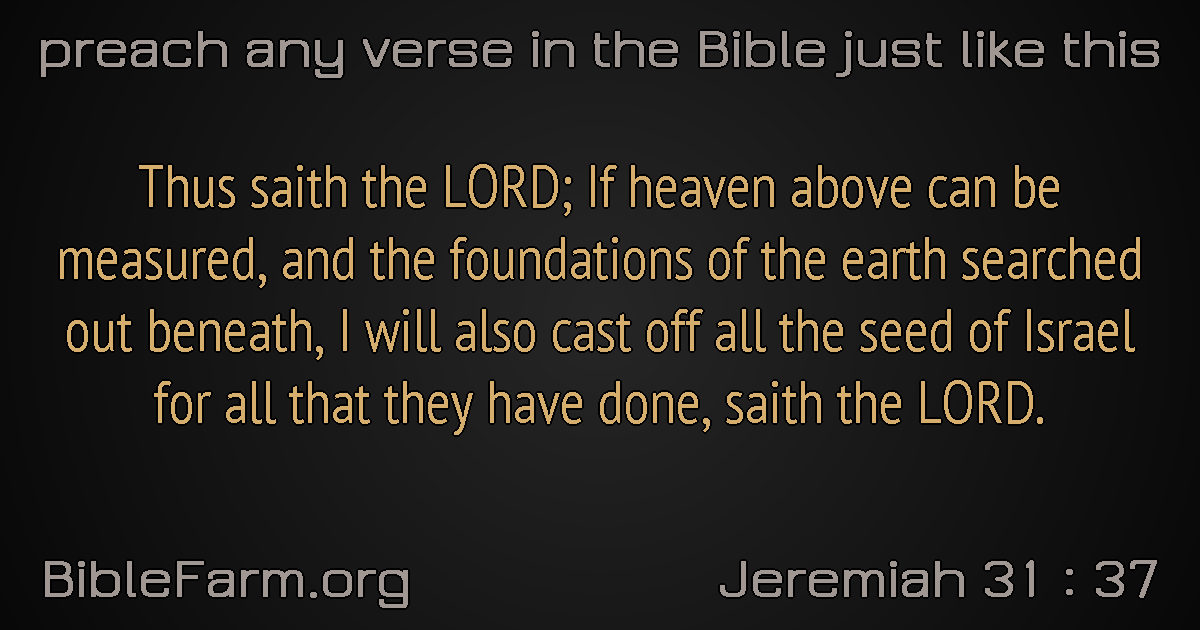 preach any verse in the Bible just like this
Thus saith the LORD; If heaven above can be
measured, and the foundations of the earth searched
out beneath, I will also cast off all the seed of Israel
for all that they have done, saith the LORD.
BibleFarm.org
Jeremiah 31 : 37